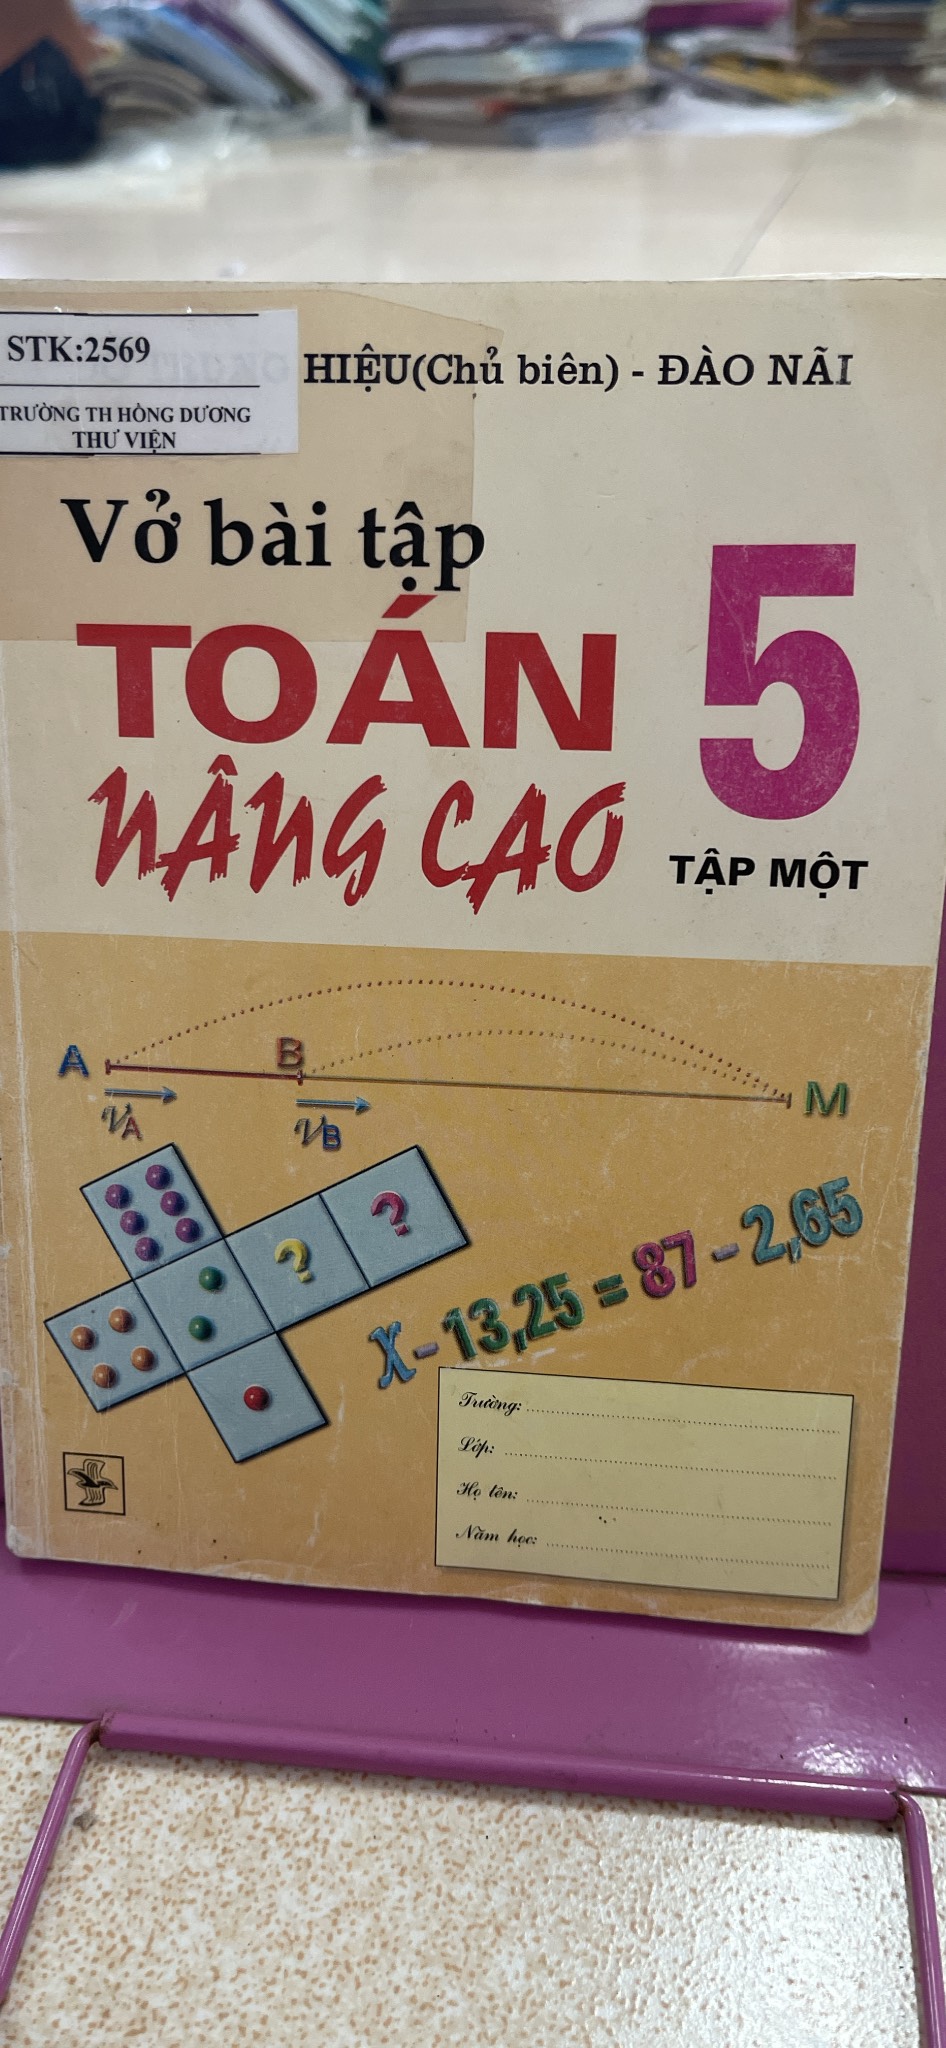 STK:2569
TRƯỜNG TH HỒNG DƯƠNG
THƯ VIỆN
HIỆU(Chủ biên) - ĐÀO NÃI
Vở bài tập
TOÁN 5
NÂNG CAO
TẬP MỘT
A B M
VA VB
? ?
X - 13,25 = 87 - 2,65
Trường:
Lớp:
Họ tên:
Năm học: